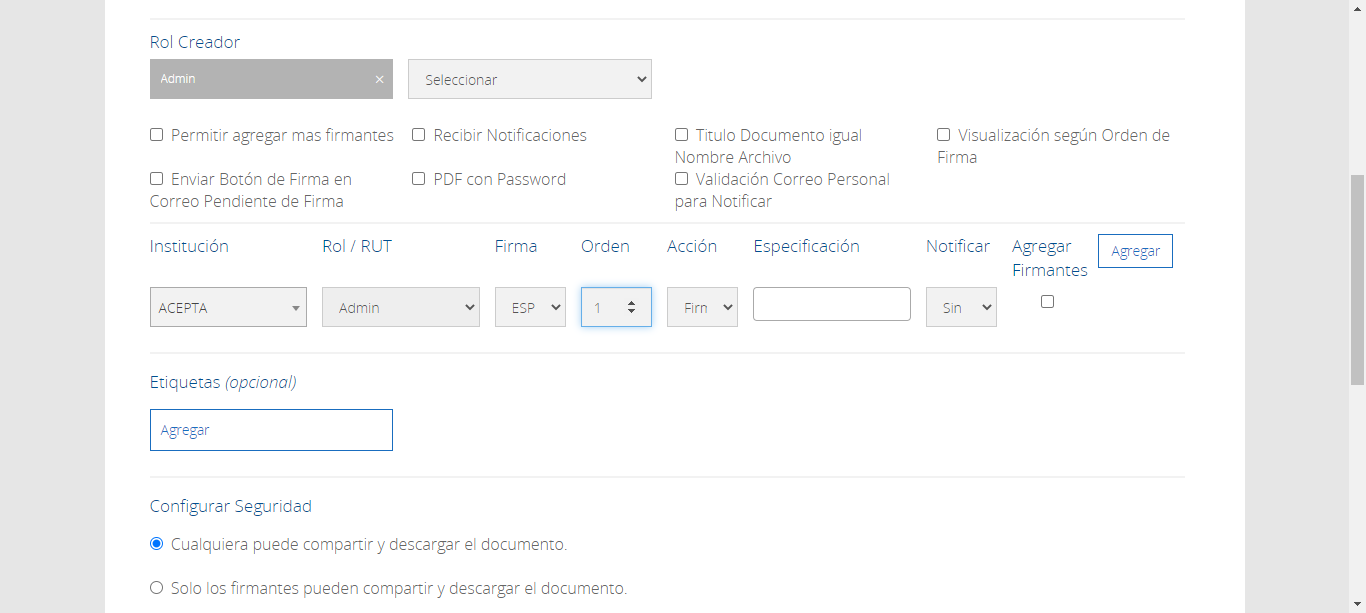 Rol Creador
Admin ×
Seleccionar
Permitir agregar mas firmantes
Recibir Notificaciones
Titulo Documento igual
Nombre Archivo
Visualización según Orden de
Firma
Enviar Botón de Firma en
Correo Pendiente de Firma
PDF con Password
Validación Correo Personal
para Notificar
Institución
Rol / RUT
Firma
Orden
Acción
Especificación
Notificar
Agregar
Firmantes
Agregar
ACEPTA
Admin
ESP
1
Firn
Sin
Etiquetas (opcional)
Agregar
Configurar Seguridad
Cualquiera puede compartir y descargar el documento.
Solo los firmantes pueden compartir y descargar el documento.